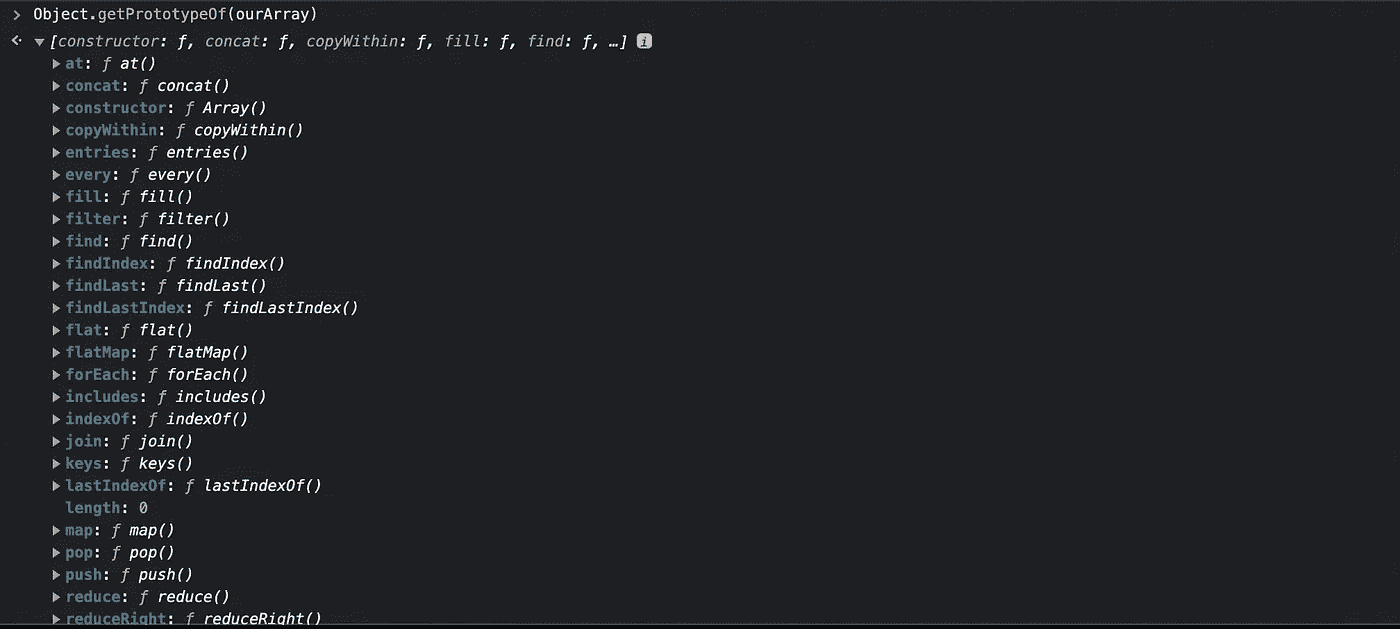 > Object.getPrototypeOf(ourArray)
[constructor: ƒ, concat: ƒ, copyWithin: ƒ, fill: ƒ, find: ƒ, …] i
at: ƒ at()
concat: ƒ concat()
constructor: ƒ Array()
copyWithin: ƒ copyWithin()
entries: ƒ entries()
every: ƒ every()
fill: ƒ fill()
filter: ƒ filter()
find: ƒ find()
findIndex: ƒ findIndex()
findLast: ƒ findLast()
findLastIndex: ƒ findLastIndex()
flat: ƒ flat()
flatMap: ƒ flatMap()
forEach: ƒ forEach()
includes: ƒ includes()
indexOf: ƒ indexOf()
join: ƒ join()
keys: ƒ keys()
lastIndexOf: ƒ lastIndexOf()
length: 0
map: ƒ map()
pop: ƒ pop()
push: ƒ push()
reduce: ƒ reduce()
reduceRight: ƒ reduceRight()